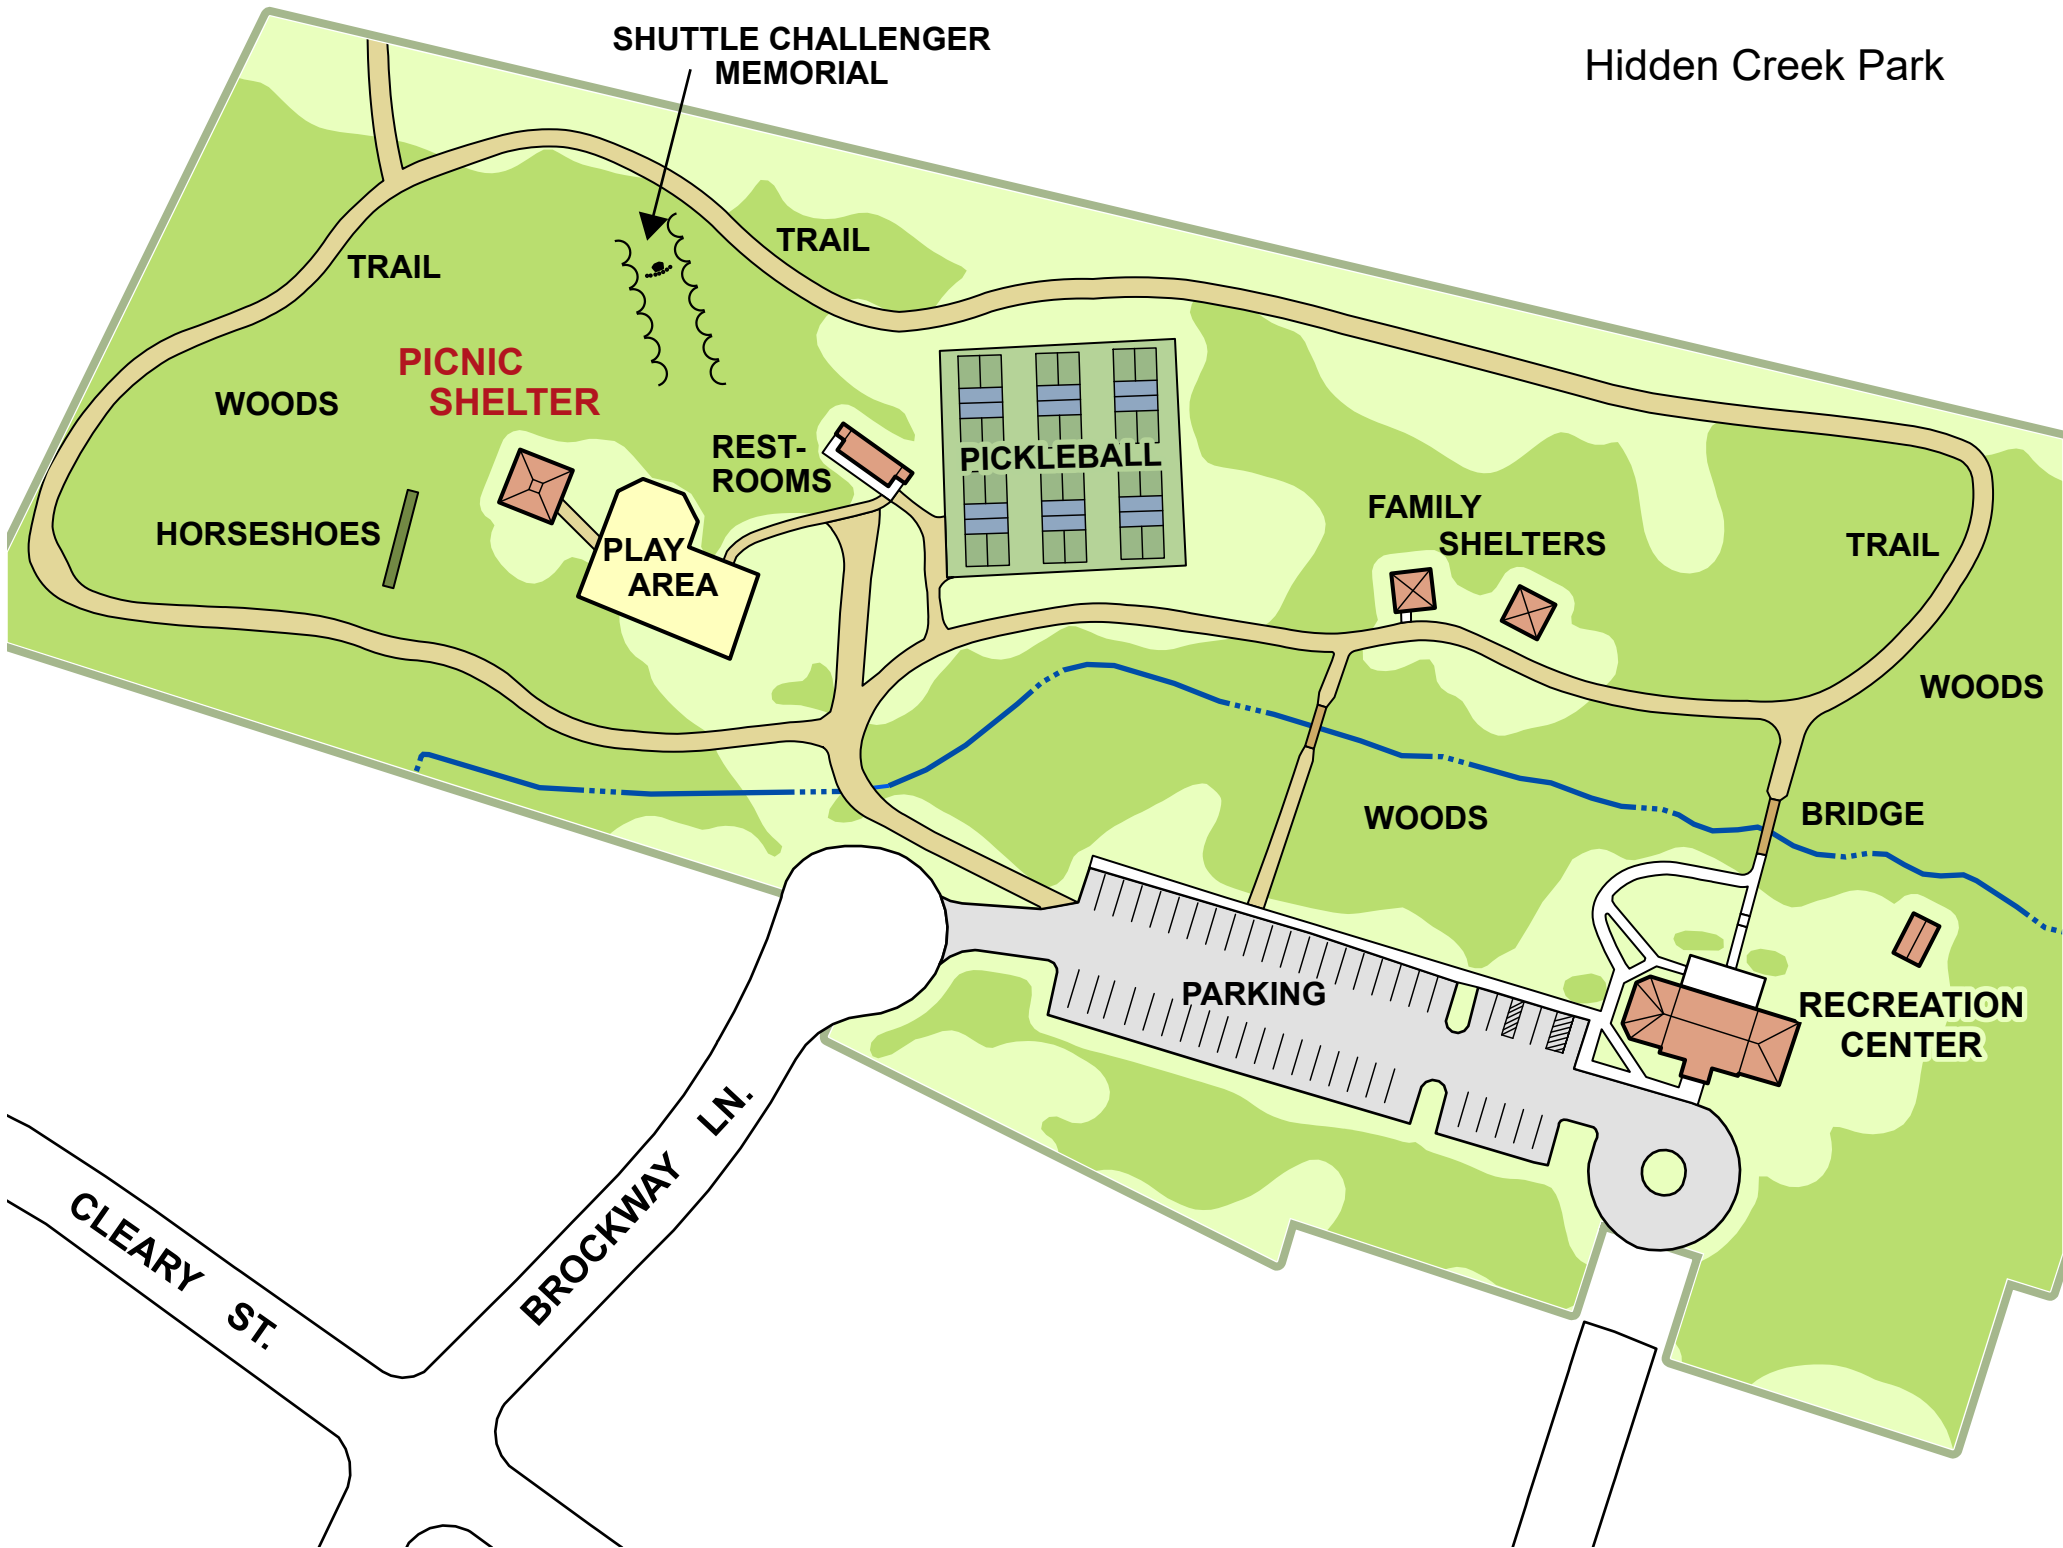 SHUTTLE CHALLENGER
MEMORIAL
Hidden Creek Park
TRAIL
TRAIL
PICNIC
SHELTER
WOODS
REST-
ROOMS
PICKLEBALL
HORSESHOES
PLAY
AREA
FAMILY
SHELTERS
TRAIL
WOODS
WOODS
BRIDGE
PARKING
RECREATION
CENTER
BROCKWAY LN.
CLEARY ST.